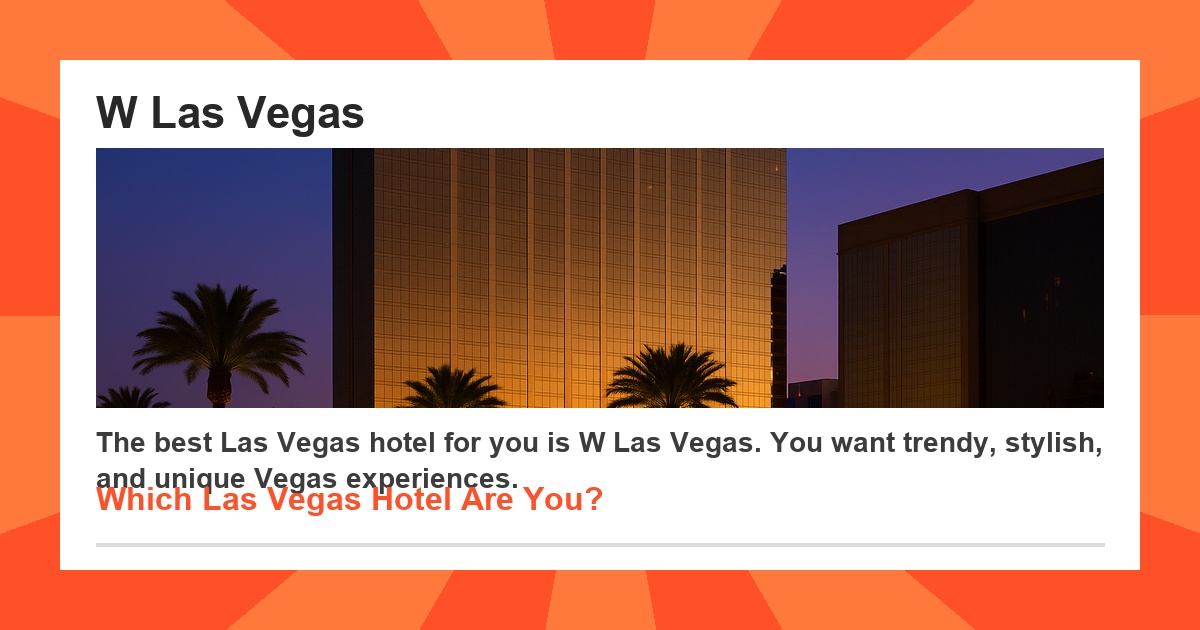 W Las Vegas
The best Las Vegas hotel for you is W Las Vegas. You want trendy, stylish,
and unique Vegas experiences.
Which Las Vegas Hotel Are You?